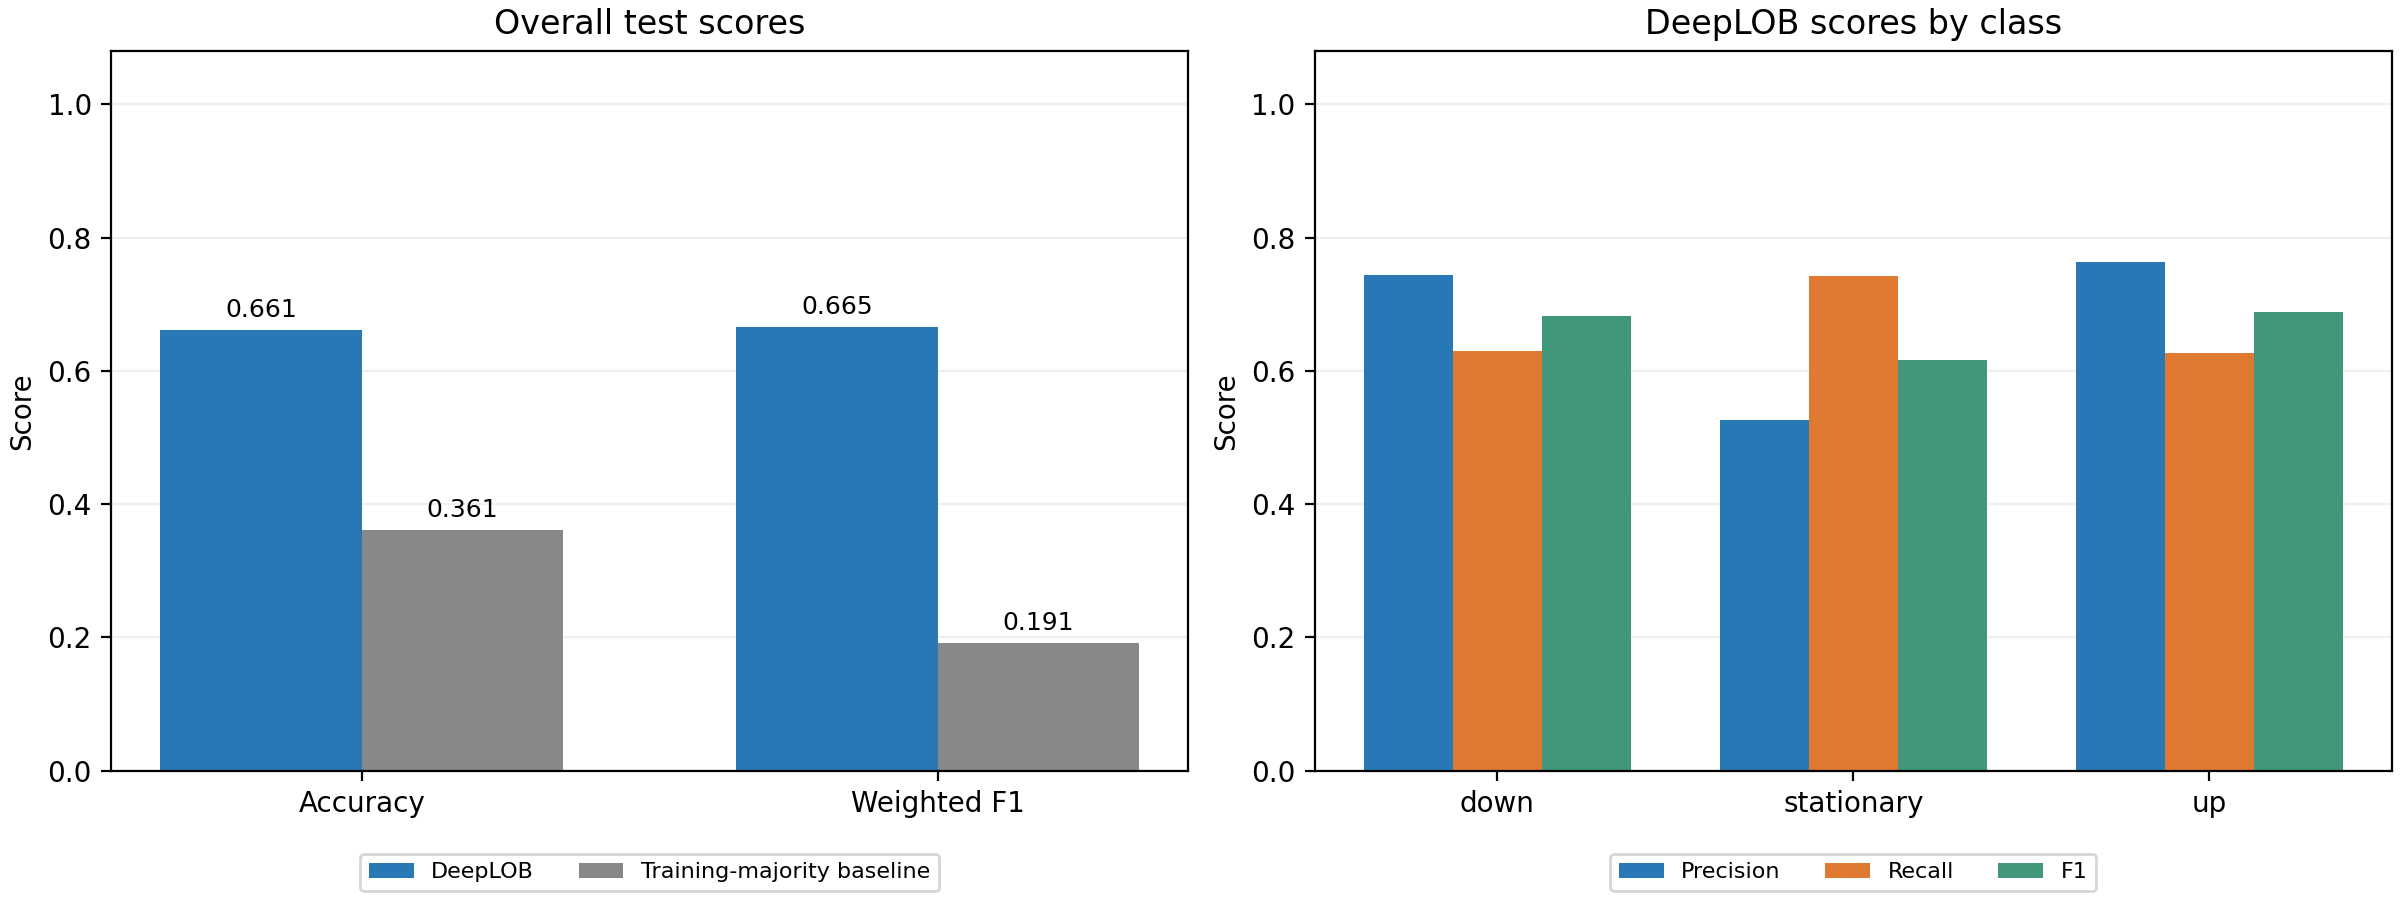 Overall test scores
Score
1.0
0.8
0.6
0.4
0.2
0.0
0.661
0.361
0.665
0.191
Accuracy
Weighted F1
DeepLOB
Training-majority baseline
DeepLOB scores by class
Score
1.0
0.8
0.6
0.4
0.2
0.0
down
stationary
up
Precision
Recall
F1